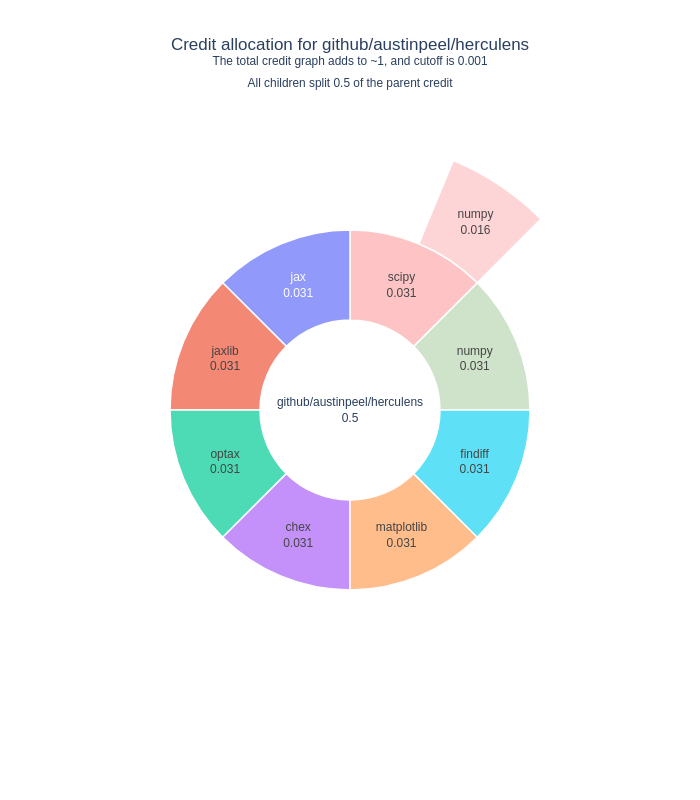 Credit allocation for github/austinpeel/herculens
The total credit graph adds to ~1, and cutoff is 0.001
All children split 0.5 of the parent credit
numpy
0.016
jax
0.031
scipy
0.031
jaxlib
0.031
numpy
0.031
github/austinpeel/herculens
0.5
optax
0.031
findiff
0.031
chex
0.031
matplotlib
0.031